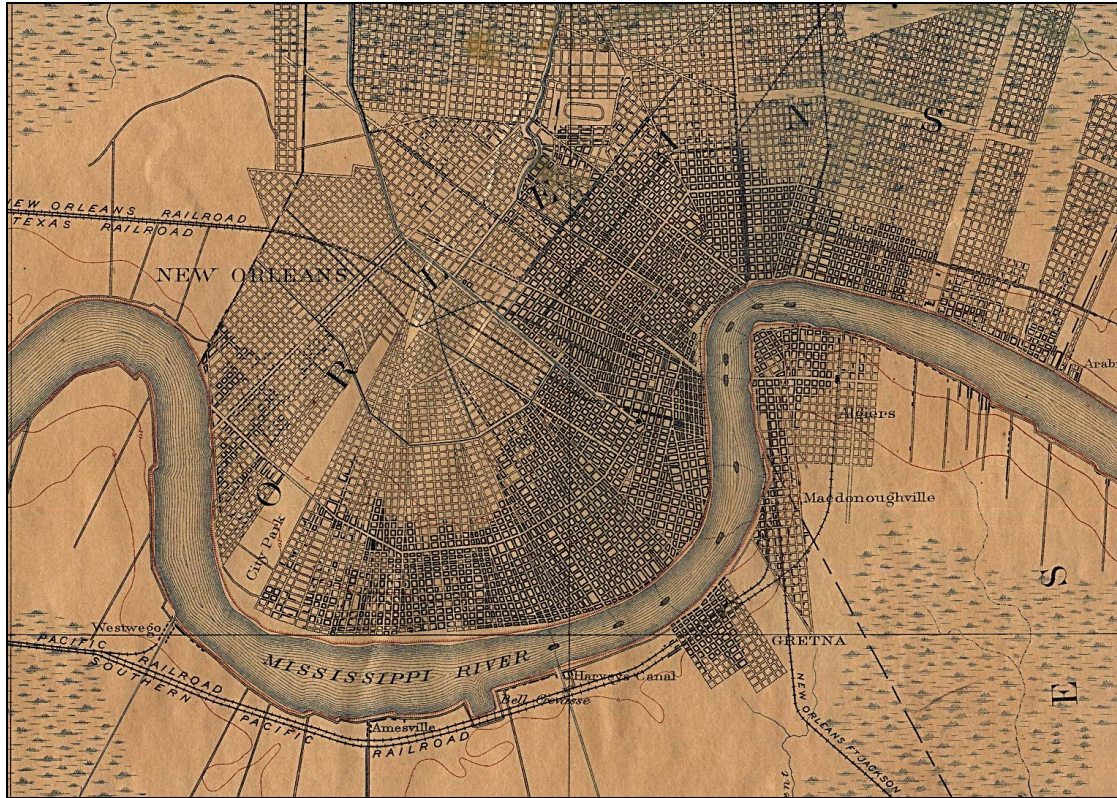 S
N
I
E
NEW ORLEANS RAILROAD
TEXAS RAILROAD
NEW ORLEANS
L
R
O
Algiers
Macdonoughville
City Park
S
Westwego
GRETNA
PACIFIC RAILROAD
SOUTHERN PACIFIC RAILROAD
MISSISSIPPI RIVER
Harveys Canal
Bell Crevasse
Amesville
NEW ORLEANS FT JACKSON
E